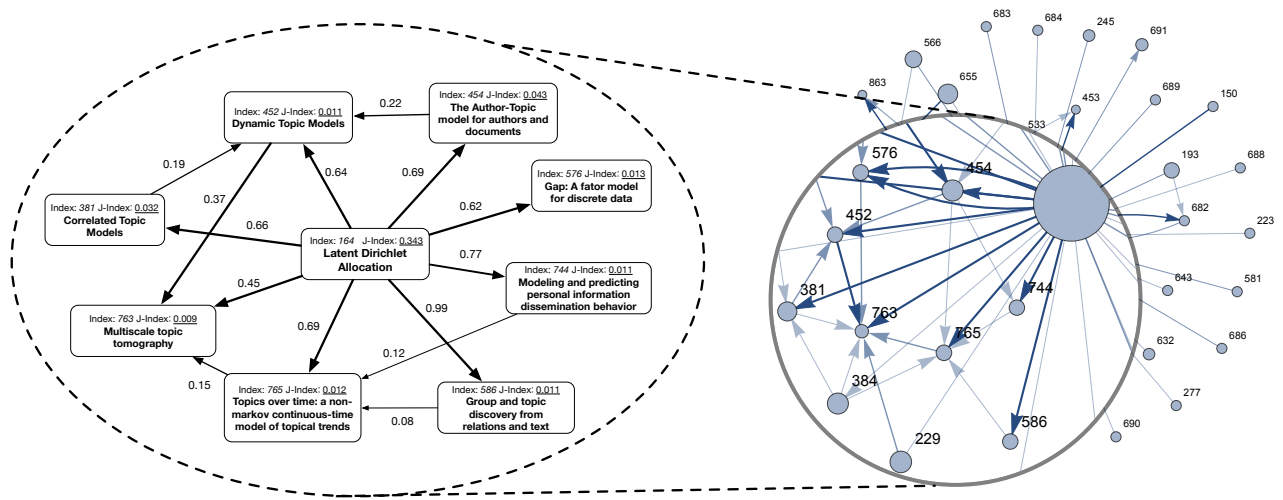 Index: 452 J-Index: 0.011
Dynamic Topic Models
0.22
Index: 454 J-Index: 0.043
The Author-Topic
model for authors and
documents
0.19
0.64
0.69
Index: 576 J-Index: 0.013
Gap: A fator model
for discrete data
0.37
0.62
Index: 381 J-Index: 0.032
Correlated Topic
Models
0.66
Index: 164 J-Index: 0.343
Latent Dirichlet
Allocation
0.77
Index: 744 J-Index: 0.011
Modeling and predicting
personal information
dissemination behavior
0.45
0.99
Index: 763 J-Index: 0.009
Multiscale topic
tomography
0.69
0.12
0.15
Index: 765 J-Index: 0.012
Topics over time: a non-
markov continuous-time
model of topical trends
0.08
Index: 586 J-Index: 0.011
Group and topic
discovery from
relations and text
683
684
245
691
566
655
863
689
453
150
533
576
454
193
688
452
682
223
381
744
643
581
763
765
632
686
384
277
229
586
690